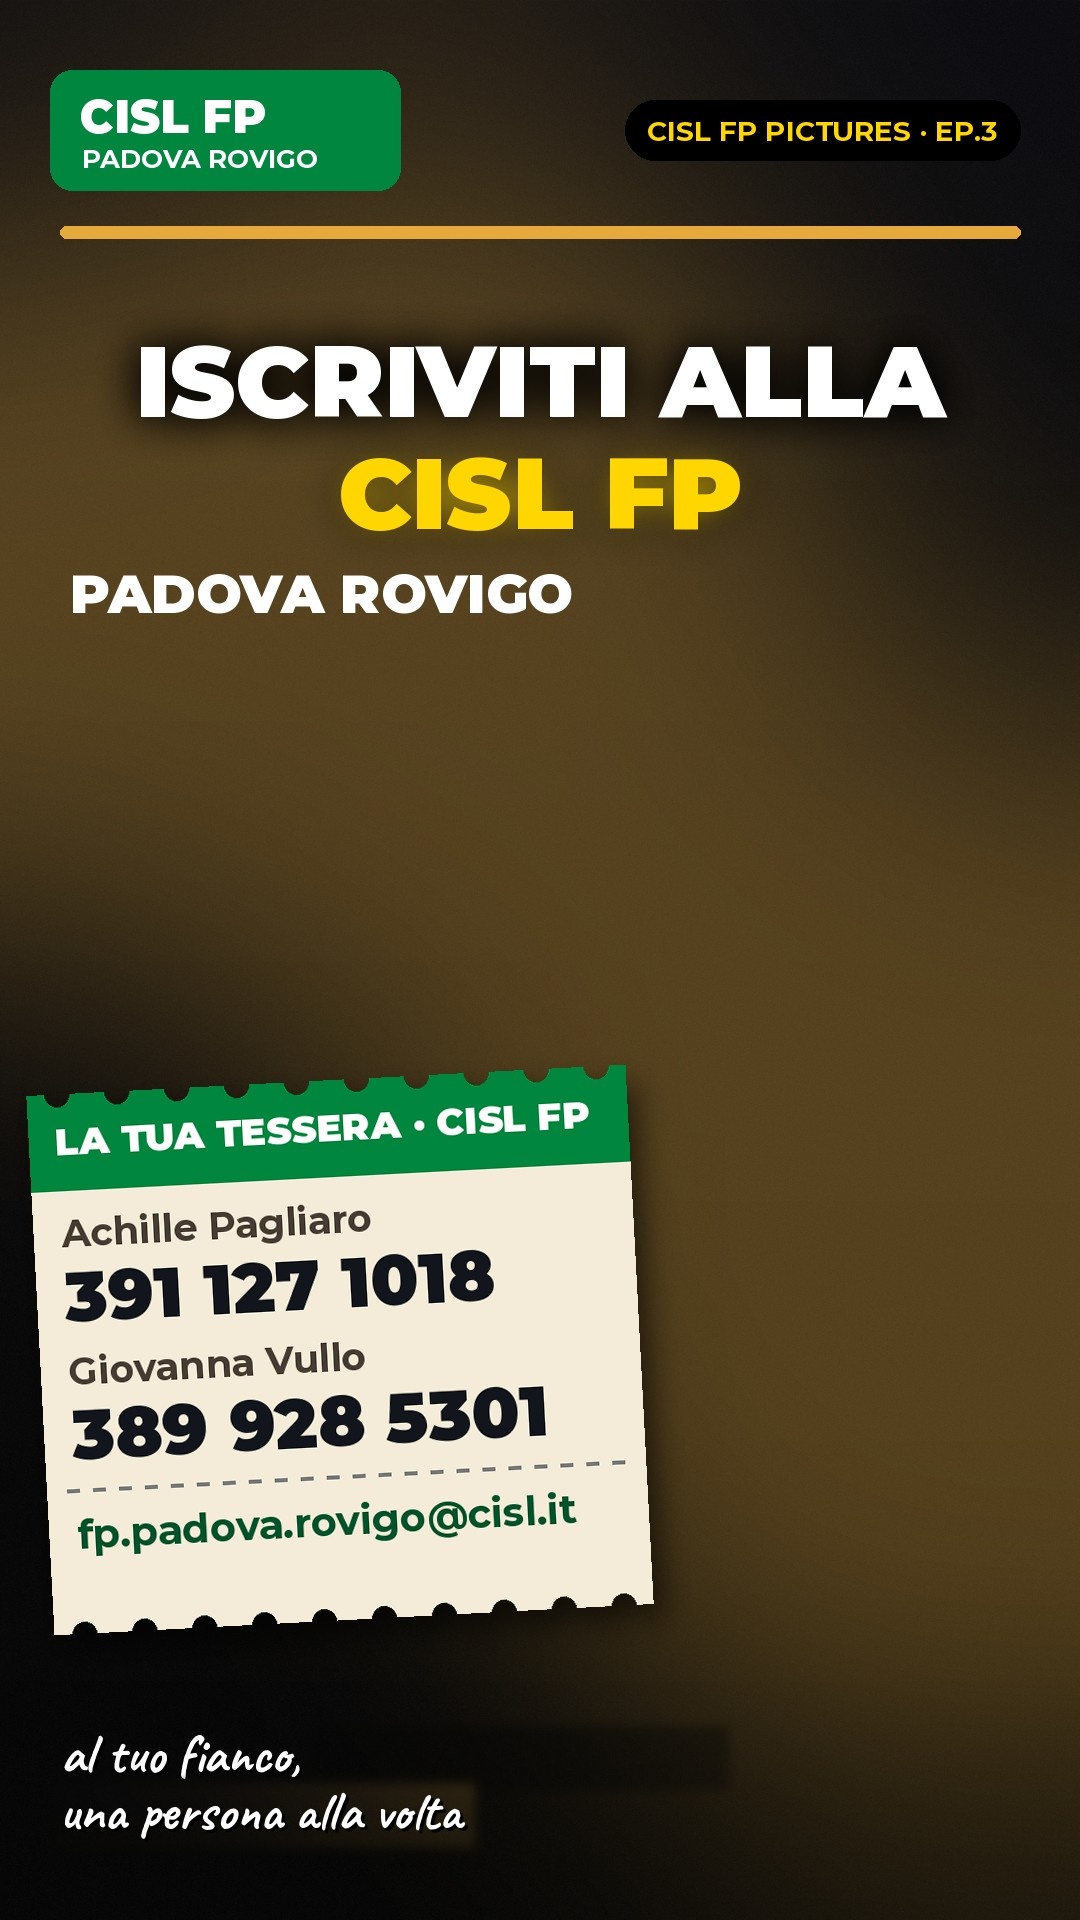 CISL FP
PADOVA ROVIGO
CISL FP PICTURES · EP.3
ISCRIVITI ALLA
CISL FP
PADOVA ROVIGO
LA TUA TESSERA · CISL FP
Achille Pagliaro
391 127 1018
Giovanna Vullo
389 928 5301
fp.padova.rovigo@cisl.it
al tuo fianco,
una persona alla volta